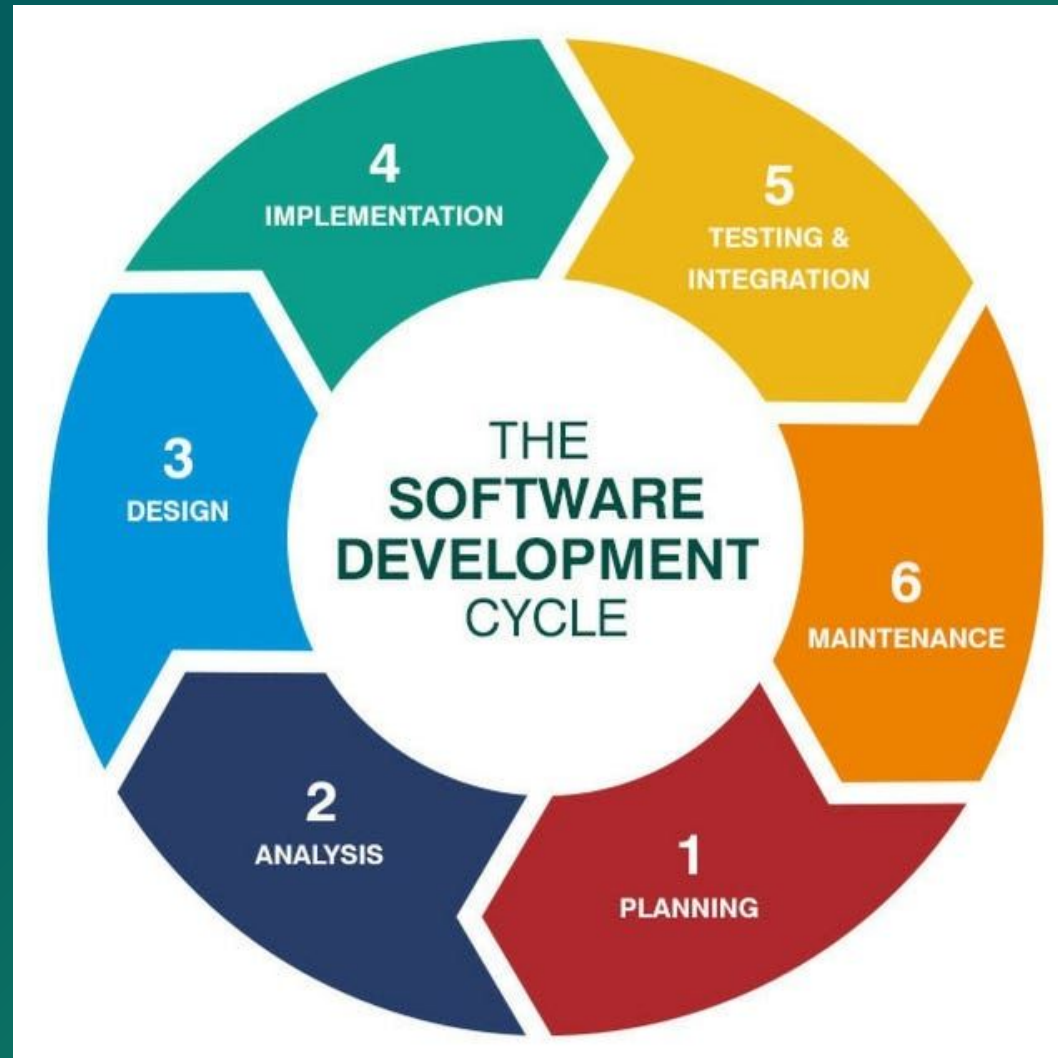 THE
SOFTWARE
DEVELOPMENT
CYCLE
1
PLANNING
2
ANALYSIS
3
DESIGN
4
IMPLEMENTATION
5
TESTING &
INTEGRATION
6
MAINTENANCE